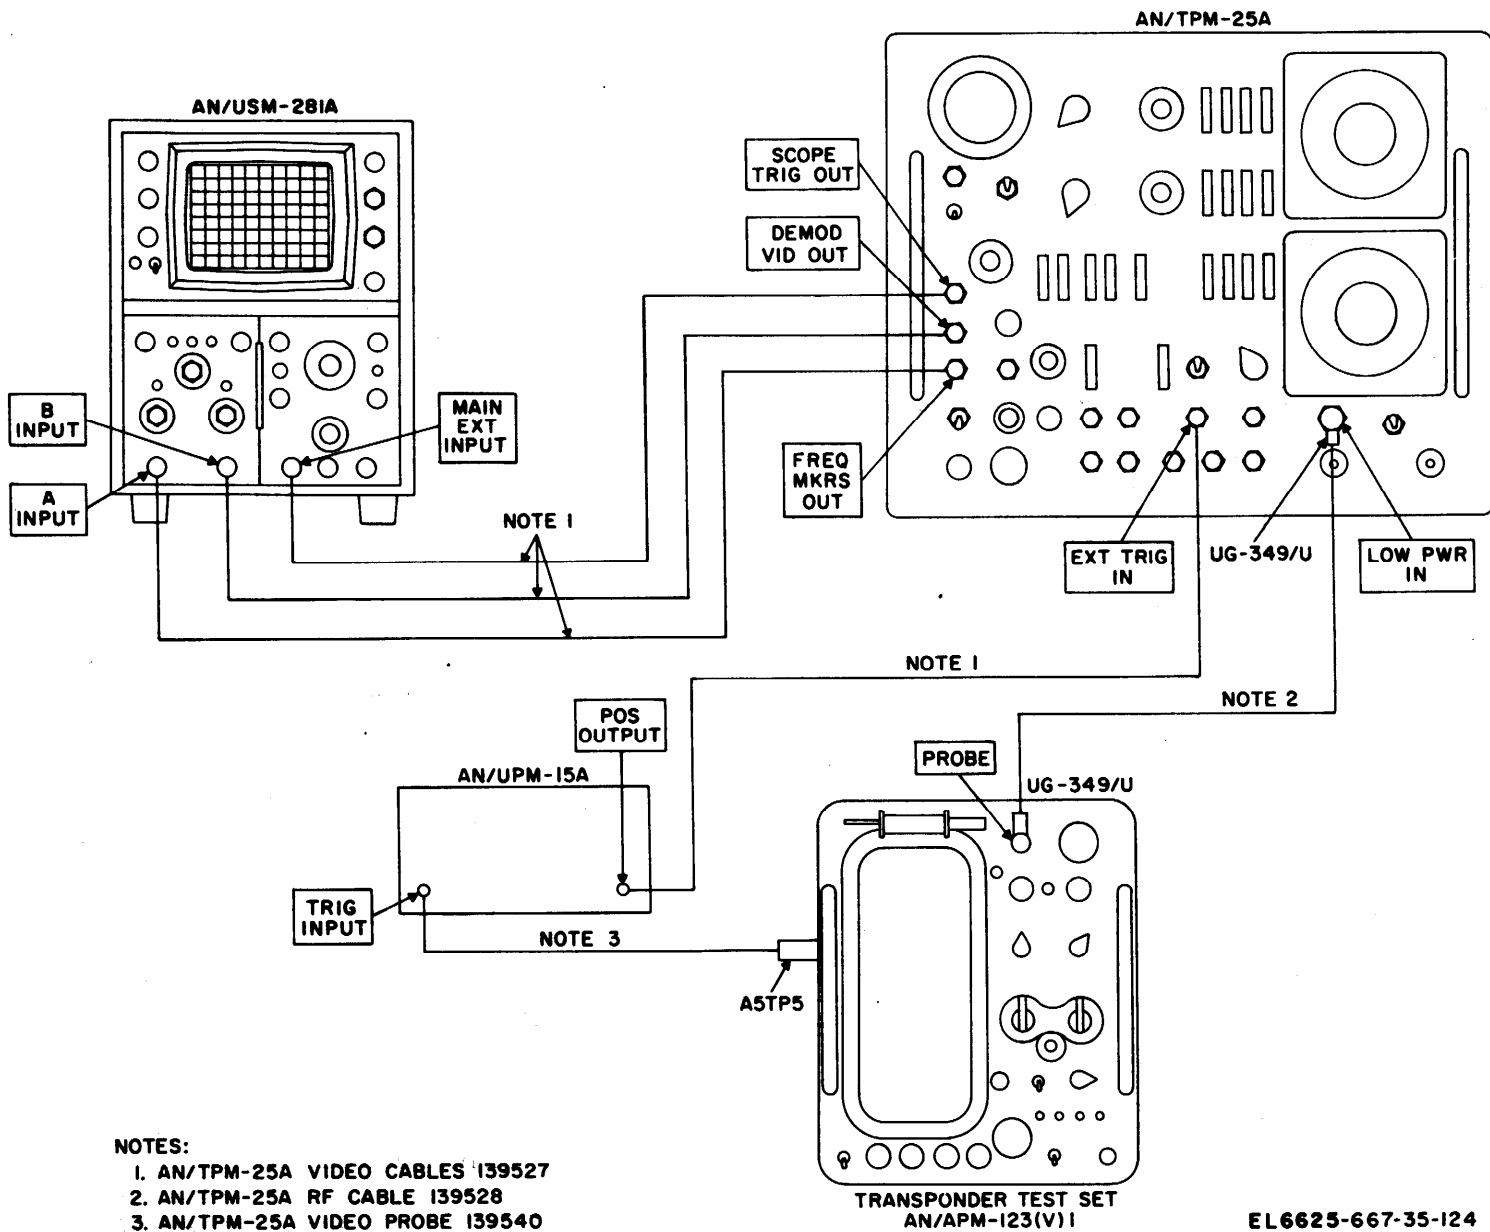 AN/TPM-25A
AN/USM-281A
SCOPE
TRIG OUT
DEMOD
VID OUT
B
INPUT
A
INPUT
MAIN
EXT
INPUT
FREQ
MKRS
OUT
NOTE 1
EXT TRIG
IN
UG-349/U
LOW PWR
IN
NOTE 1
NOTE 2
POS
OUTPUT
PROBE
AN/UPM-15A
UG-349/U
TRIG
INPUT
NOTE 3
A5TP5
NOTES:
1. AN/TPM-25A VIDEO CABLES 139527
2. AN/TPM-25A RF CABLE 139528
3. AN/TPM-25A VIDEO PROBE 139540
TRANSPONDER TEST SET
AN/APM-123(V)1
EL6625-667-35-124